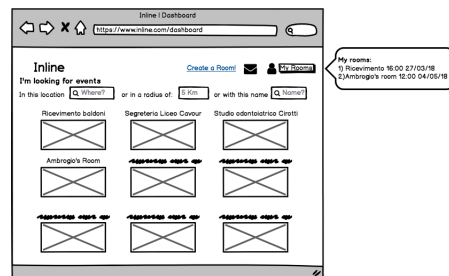 Inline | Dashboard
https://www.inline.com/dashboard
Inline
Create a Room!
My Rooms
I'm looking for events
In this location Where? or in a radius of: 5 Km or with this name Name?
Ricevimento baldoni Segreteria Liceo Cavour Studio odontoiatrico Cirotti
Ambrogio's Room
My rooms:
1) Ricevimento 16:00 27/03/18
2)Ambrogio's room 12:00 04/05/18